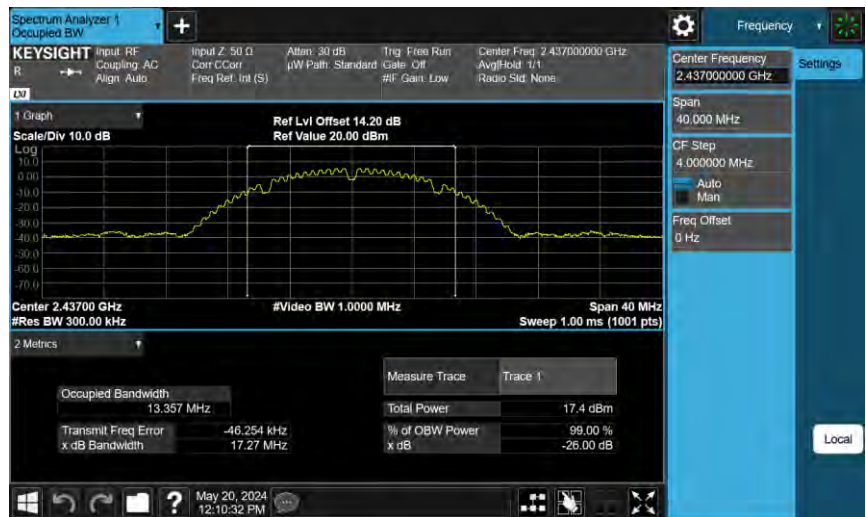 Spectrum Analyzer 1
Occupied BW
Frequency
KEYSIGHT
R
LXI
Input: RF
Coupling: AC
Align: Auto
Input Z: 50 Ω
Corr CCorr
Freq Ref: Int (S)
Atten: 30 dB
µW Path: Standard
Trig: Free Run
Gate: Off
#IF Gain: Low
Center Freq: 2.437000000 GHz
Avg|Hold: 1/1
Radio Std: None
Center Frequency
2.437000000 GHz
Settings
Span
40.000 MHz
CF Step
4.000000 MHz
Auto
Man
Freq Offset
0 Hz
1 Graph
Scale/Div 10.0 dB
Ref Lvl Offset 14.20 dB
Ref Value 20.00 dBm
Log
10.0
0.00
-10.0
-20.0
-30.0
-40.0
-50.0
-60.0
-70.0
Center 2.43700 GHz
#Video BW 1.0000 MHz
Span 40 MHz
#Res BW 300.00 kHz
Sweep 1.00 ms (1001 pts)
2 Metrics
Measure Trace
Trace 1
Occupied Bandwidth
13.357 MHz
Total Power
17.4 dBm
Transmit Freq Error
-46.254 kHz
% of OBW Power
99.00 %
x dB Bandwidth
17.27 MHz
x dB
-26.00 dB
Local
?
May 20, 2024
12:10:32 PM